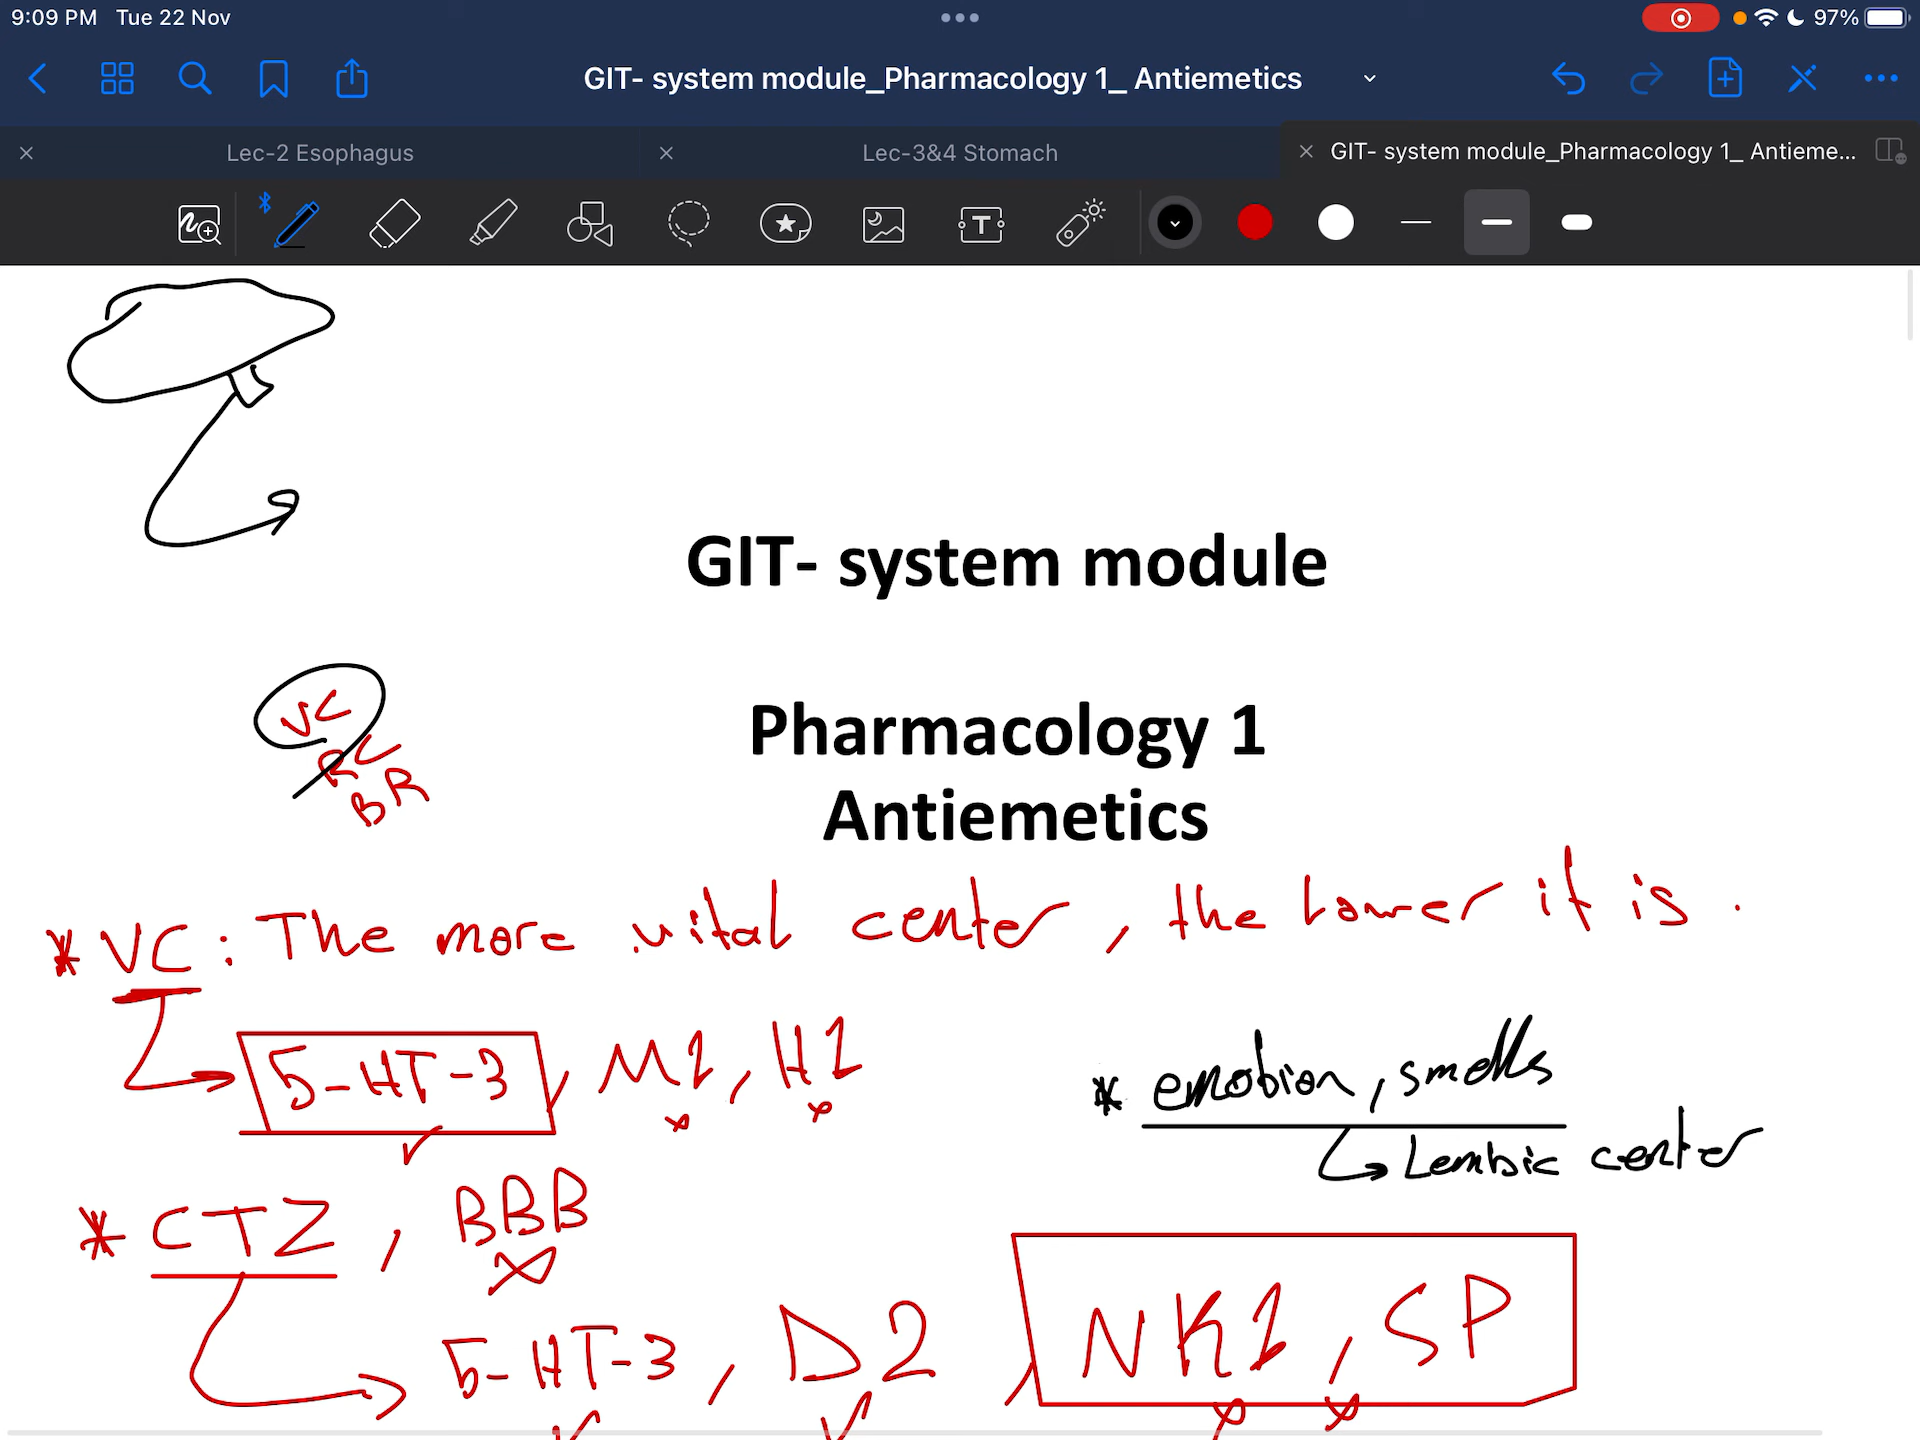 9:09 PM Tue 22 Nov
97%
GIT- system module_Pharmacology 1_ Antiemetics
Lec-2 Esophagus
Lec-3&4 Stomach
GIT- system module_Pharmacology 1_ Antieme...
T
GIT- system module
VC
RC
BR
Pharmacology 1
Antiemetics
* VC : The more vital center , the lower it is .
5-HT-3 , M1 , H1
* emotion , smells
Lembic center
* CTZ , BBB
5-HT-3 , D2 , NK1 , SP